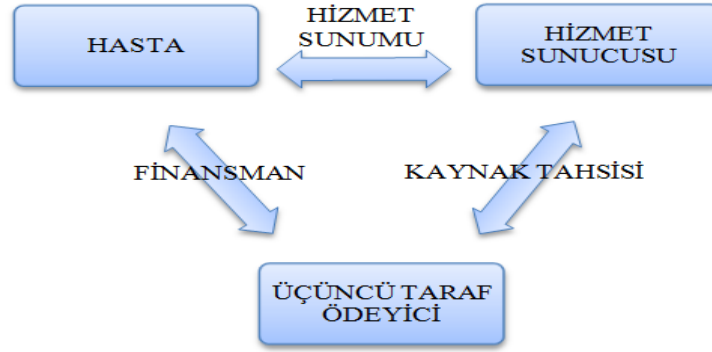 HASTA
HİZMET
SUNUMU
HİZMET
SUNUCUSU
FİNANSMAN
KAYNAK TAHSİSİ
ÜÇÜNCÜ TARAF
ÖDEYİCİ